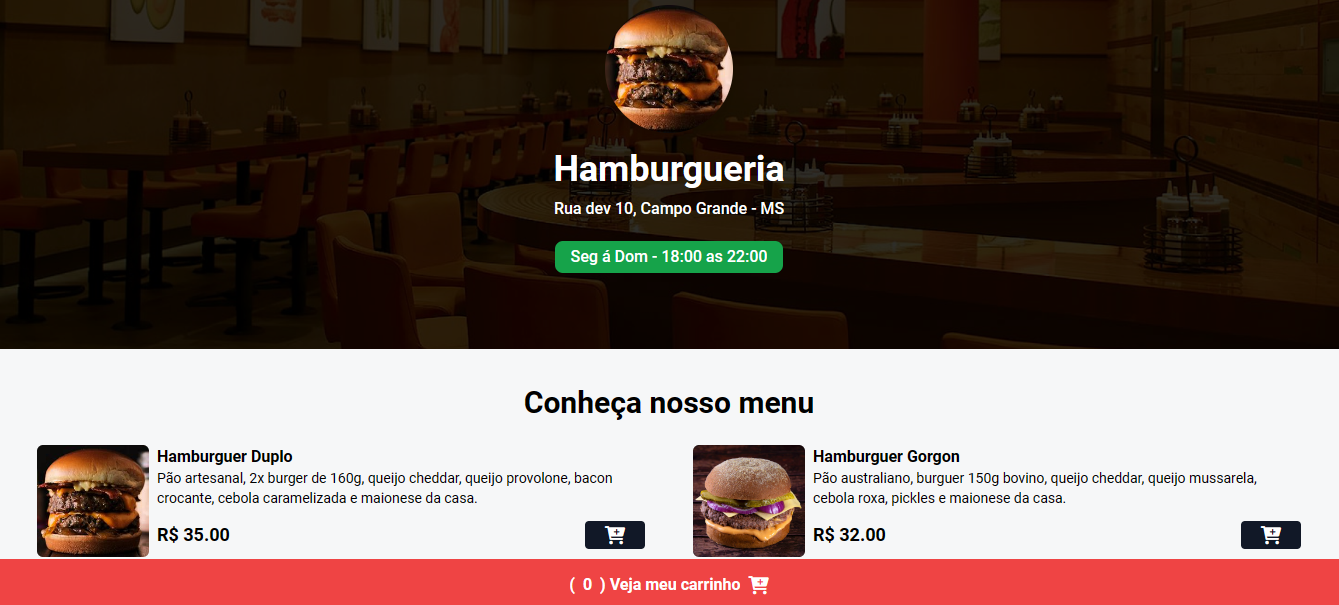 Hamburgueria
Rua dev 10, Campo Grande - MS
Seg á Dom - 18:00 as 22:00
Conheça nosso menu
Hamburguer Duplo
Pão artesanal, 2x burger de 160g, queijo cheddar, queijo provolone, bacon
crocante, cebola caramelizada e maionese da casa.
R$ 35.00
Hamburguer Gorgon
Pão australiano, burguer 150g bovino, queijo cheddar, queijo mussarela,
cebola roxa, pickles e maionese da casa.
R$ 32.00
( 0 ) Veja meu carrinho